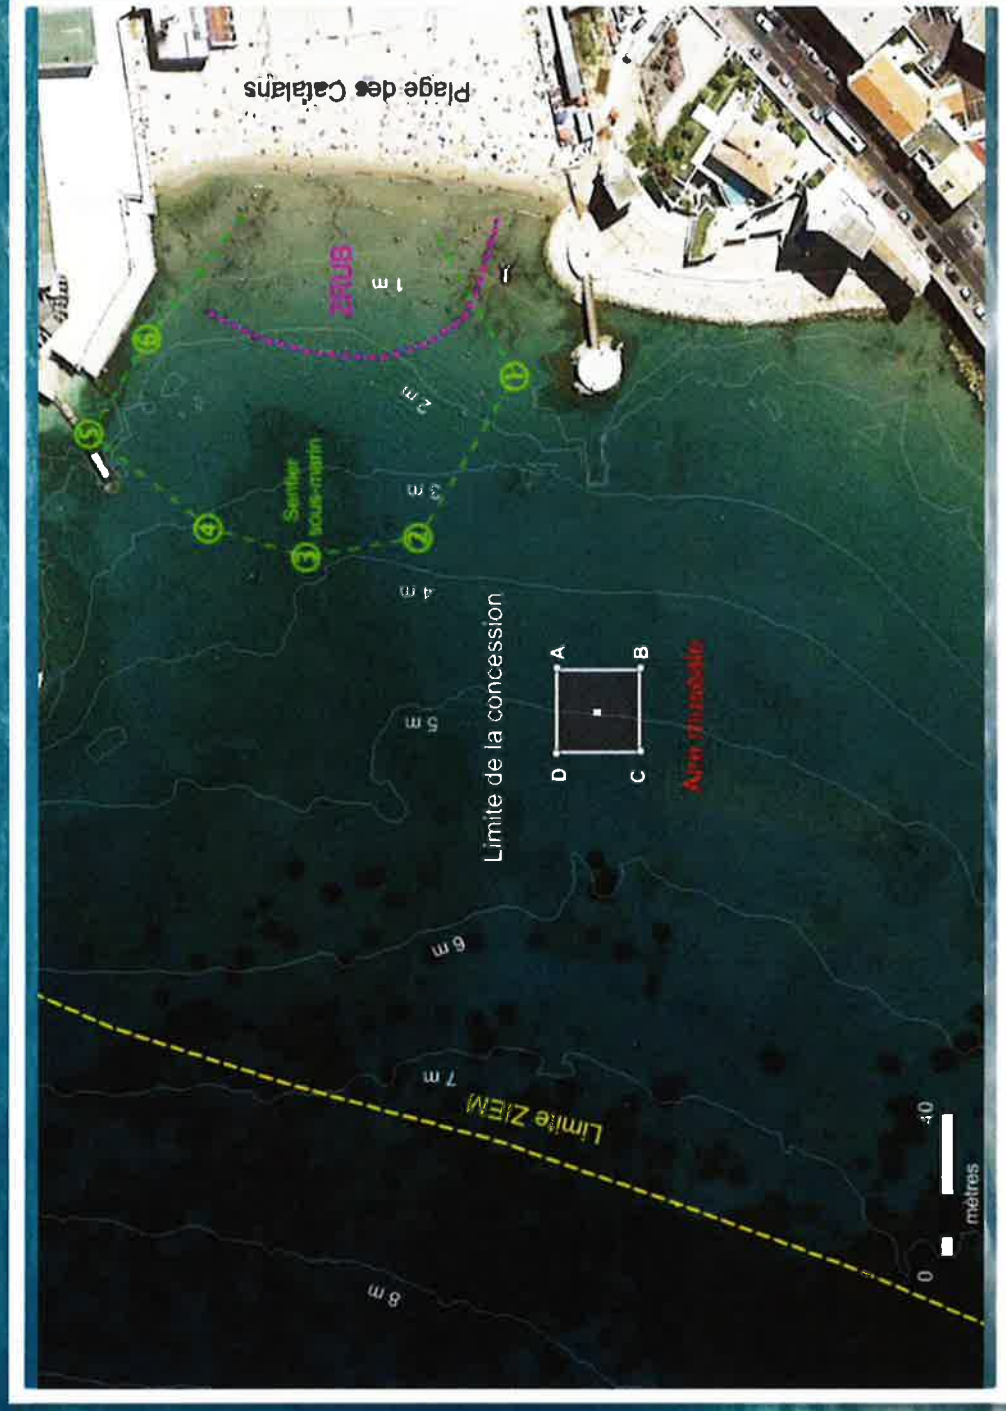 Plage des Catalans
ZRUB
1 m
6
5
1
2 m
Sentier
sous-marin
3 m
4
3
2
4 m
Limite de la concession
A
B
5 m
D
C
6 m
7 m
Limite ZIEM
8 m
0
40
mètres